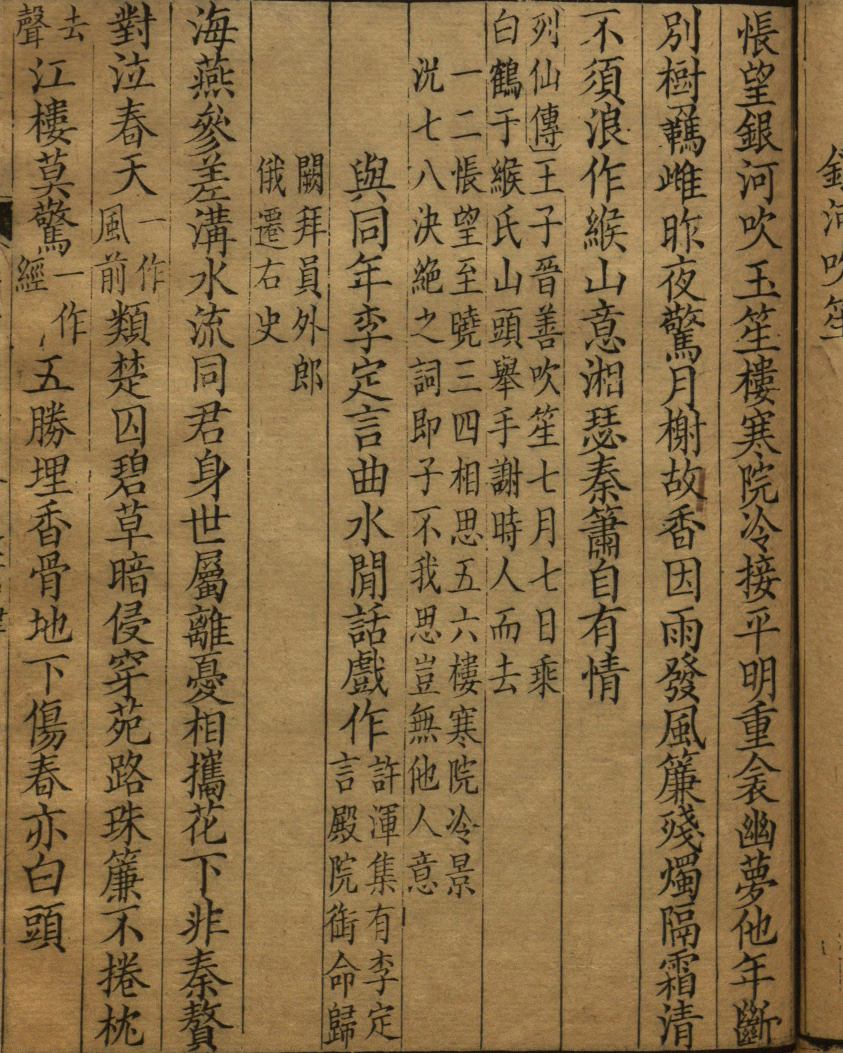 銀河吹笙
悵望銀河吹玉笙樓寒院冷接平明重衾幽夢他年斷
別樹羈雌昨夜驚月榭故香因雨發風簾殘燭隔霜清
不須浪作緱山意湘瑟秦簫自有情
列仙傳王子晉善吹笙七月七日乘
白鶴于緱氏山頭舉手謝時人而去
一二悵望至曉三四相思五六樓寒院冷景
況七八決絕之詞即子不我思豈無他人意
與同年李定言曲水閒話戲作
許渾集有李定
言殿院銜命歸
闕拜員外郎
俄遷右史
海燕參差溝水流同君身世屬離憂相攜花下非秦贅
對泣春天
一作
風前
類楚囚碧草暗侵穿苑路珠簾不捲枕
去
聲
江樓莫驚
一作
經
五勝埋香骨地下傷春亦白頭